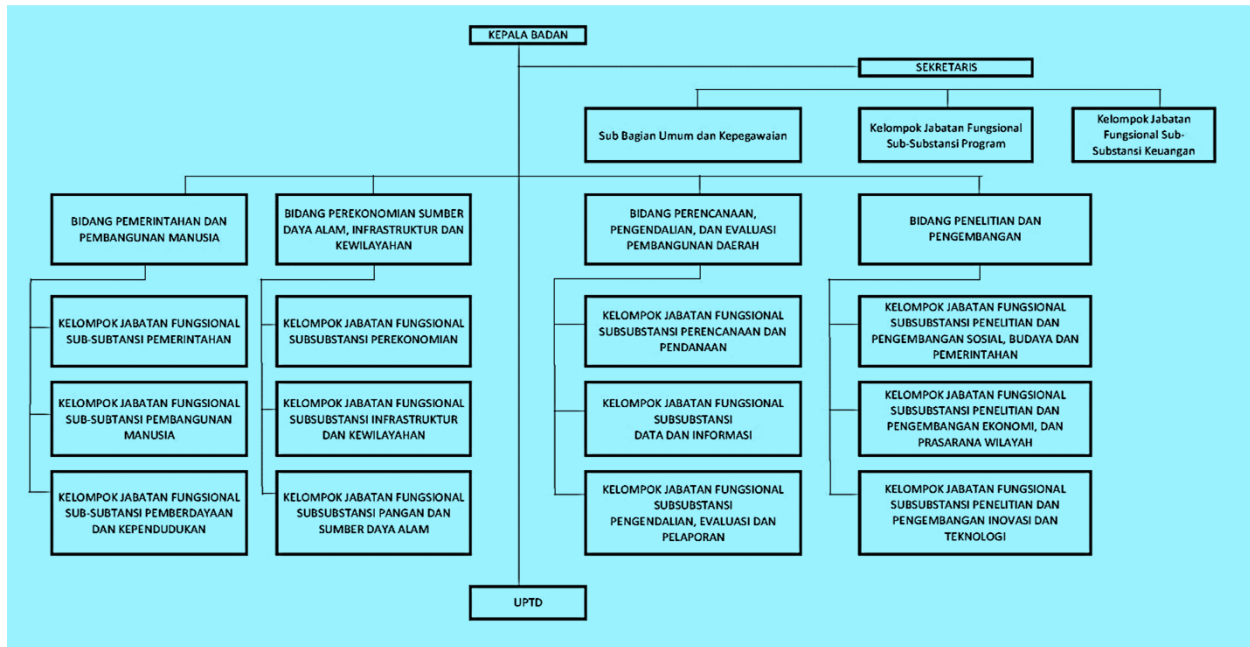 KEPALA BADAN
SEKRETARIS
Sub Bagian Umum dan Kepegawaian
Kelompok Jabatan Fungsional
Sub-Substansi Program
Kelompok Jabatan
Fungsional Sub-
Substansi Keuangan
BIDANG PEMERINTAHAN DAN
PEMBANGUNAN MANUSIA
BIDANG PEREKONOMIAN SUMBER
DAYA ALAM, INFRASTRUKTUR DAN
KEWILAYAHAN
BIDANG PERENCANAAN,
PENGENDALIAN, DAN EVALUASI
PEMBANGUNAN DAERAH
BIDANG PENELITIAN DAN
PENGEMBANGAN
KELOMPOK JABATAN FUNGSIONAL
SUB-SUBTANSI PEMERINTAHAN
KELOMPOK JABATAN FUNGSIONAL
SUBSUBSTANSI PEREKONOMIAN
KELOMPOK JABATAN FUNGSIONAL
SUBSUBSTANSI PERENCANAAN DAN
PENDANAAN
KELOMPOK JABATAN FUNGSIONAL
SUBSUBSTANSI PENELITIAN DAN
PENGEMBANGAN SOSIAL, BUDAYA DAN
PEMERINTAHAN
KELOMPOK JABATAN FUNGSIONAL
SUB-SUBTANSI PEMBANGUNAN
MANUSIA
KELOMPOK JABATAN FUNGSIONAL
SUBSUBSTANSI INFRASTRUKTUR
DAN KEWILAYAHAN
KELOMPOK JABATAN FUNGSIONAL
SUBSUBSTANSI
DATA DAN INFORMASI
KELOMPOK JABATAN FUNGSIONAL
SUBSUBSTANSI PENELITIAN DAN
PENGEMBANGAN EKONOMI, DAN
PRASARANA WILAYAH
KELOMPOK JABATAN FUNGSIONAL
SUB-SUBTANSI PEMBERDAYAAN
DAN KEPENDUDUKAN
KELOMPOK JABATAN FUNGSIONAL
SUBSUBSTANSI PANGAN DAN
SUMBER DAYA ALAM
KELOMPOK JABATAN FUNGSIONAL
SUBSUBSTANSI
PENGENDALIAN, EVALUASI DAN
PELAPORAN
KELOMPOK JABATAN FUNGSIONAL
SUBSUBSTANSI PENELITIAN DAN
PENGEMBANGAN INOVASI DAN
TEKNOLOGI
UPTD